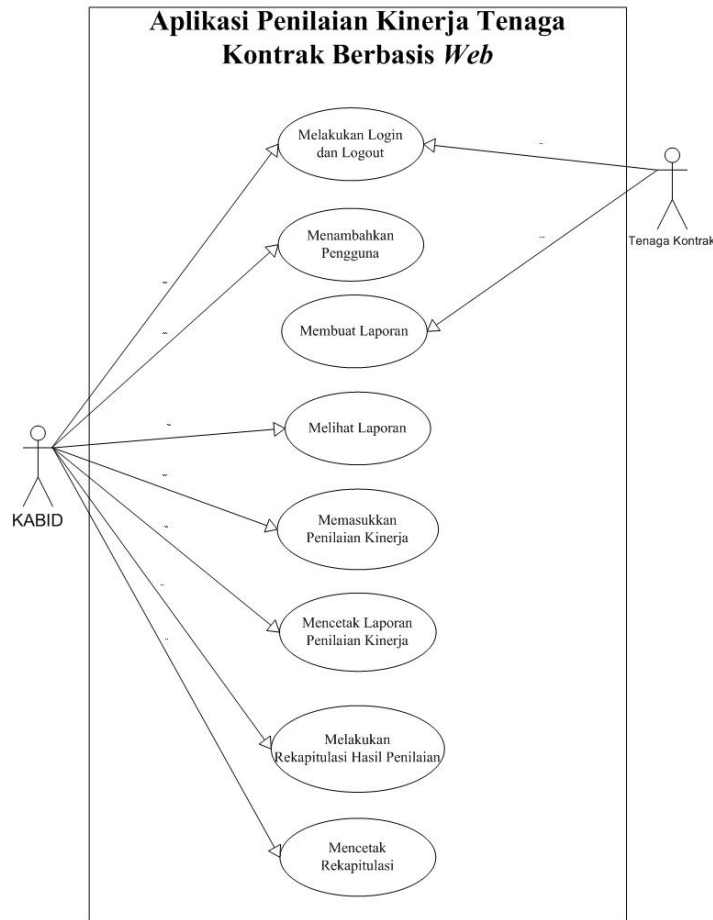 Aplikasi Penilaian Kinerja Tenaga
Kontrak Berbasis Web
Melakukan Login
dan Logout
Tenaga Kontrak
Menambahkan
Pengguna
Membuat Laporan
Melihat Laporan
KABID
Memasukkan
Penilaian Kinerja
Mencetak Laporan
Penilaian Kinerja
Melakukan
Rekapitulasi Hasil Penilaian
Mencetak
Rekapitulasi